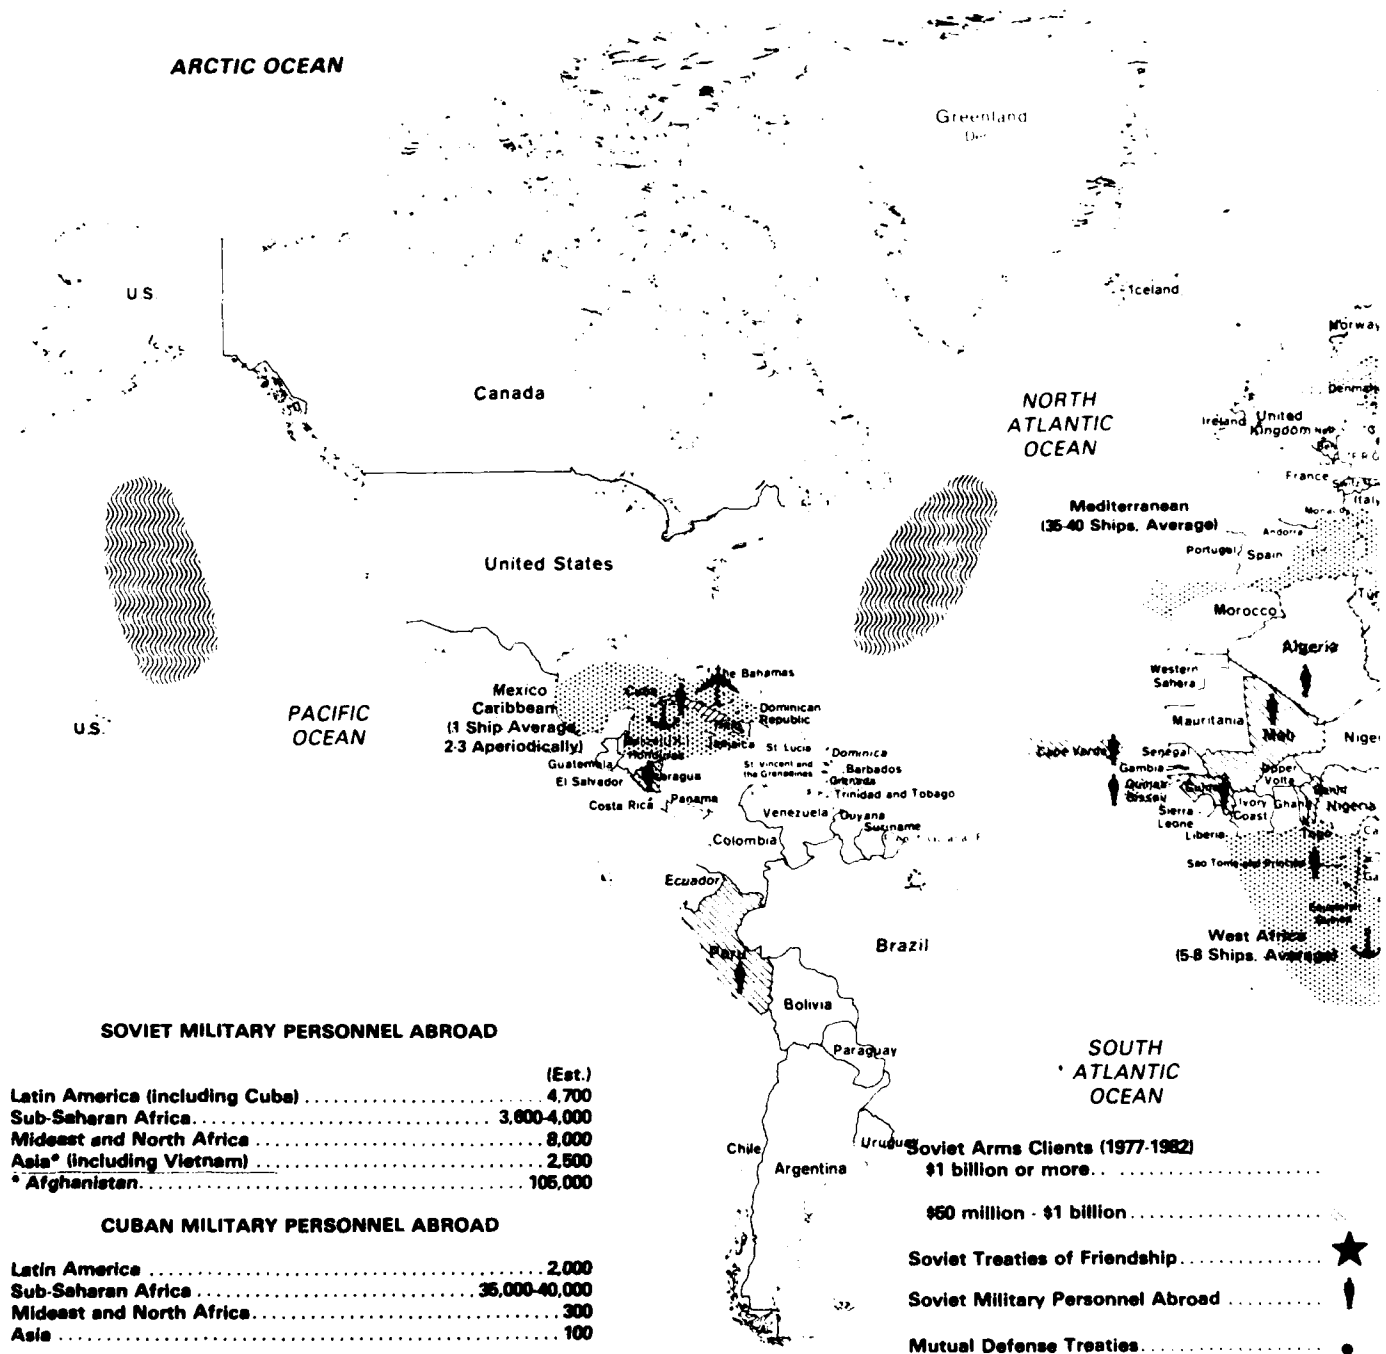 ARCTIC OCEAN
Greenland
U.S.
Iceland
Norway
Canada
NORTH
ATLANTIC
OCEAN
Ireland
United
Kingdom
France
Mediterranean
(35-40 Ships, Average)
Andorra
Portugal
Spain
United States
Morocco
Algeria
Western
Sahara
The Bahamas
Mexico
Caribbean
(1 Ship Average,
2-3 Aperiodically)
Cuba
PACIFIC
OCEAN
U.S.
Dominican
Republic
Haiti
Jamaica
Honduras
St. Lucia
Dominica
Guatemala
St. Vincent and
the Grenadines
Barbados
Grenada
El Salvador
Nicaragua
Trinidad and Tobago
Costa Rica
Panama
Venezuela
Guyana
Suriname
Colombia
Mauritania
Mali
Cape Verde
Senegal
Gambia
Upper
Volta
Guinea
Bissau
Guinea
Benin
Ivory
Coast
Ghana
Nigeria
Sierra
Leone
Liberia
Togo
Sao Tome and Principe
Ecuador
Equatorial
Guinea
West Africa
(5-8 Ships, Average)
Peru
Brazil
Bolivia
Paraguay
SOUTH
ATLANTIC
OCEAN
Chile
Argentina
Uruguay
SOVIET MILITARY PERSONNEL ABROAD
(Est.)
Latin America (including Cuba) 4,700
Sub-Saharan Africa 3,600-4,000
Mideast and North Africa 8,000
Asia* (including Vietnam) 2,500
* Afghanistan 105,000
CUBAN MILITARY PERSONNEL ABROAD
Latin America 2,000
Sub-Saharan Africa 35,000-40,000
Mideast and North Africa 300
Asia 100
Soviet Arms Clients (1977-1982)
$1 billion or more
$50 million - $1 billion
Soviet Treaties of Friendship
Soviet Military Personnel Abroad
Mutual Defense Treaties